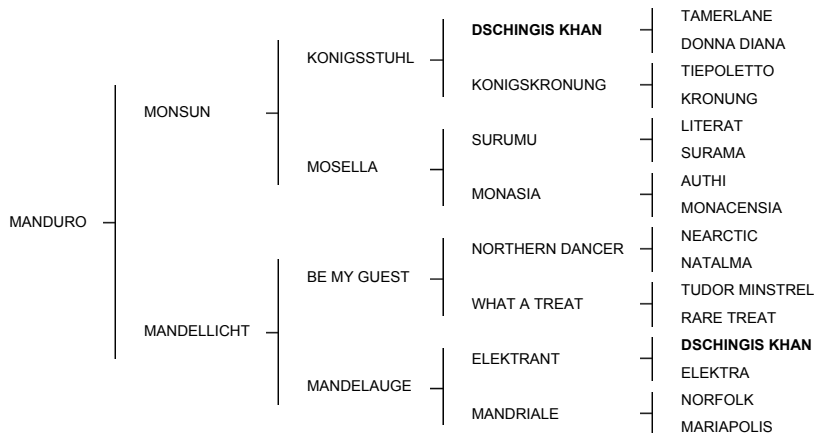 MANDURO
MONSUN
MANDELLICHT
KONIGSSTUHL
MOSELLA
BE MY GUEST
MANDELAUGE
DSCHINGIS KHAN
KONIGSKRONUNG
SURUMU
MONASIA
NORTHERN DANCER
WHAT A TREAT
ELEKTRANT
MANDRIALE
TAMERLANE
DONNA DIANA
TIEPOLETTO
KRONUNG
LITERAT
SURAMA
AUTHI
MONACENSIA
NEARCTIC
NATALMA
TUDOR MINSTREL
RARE TREAT
DSCHINGIS KHAN
ELEKTRA
NORFOLK
MARIAPOLIS